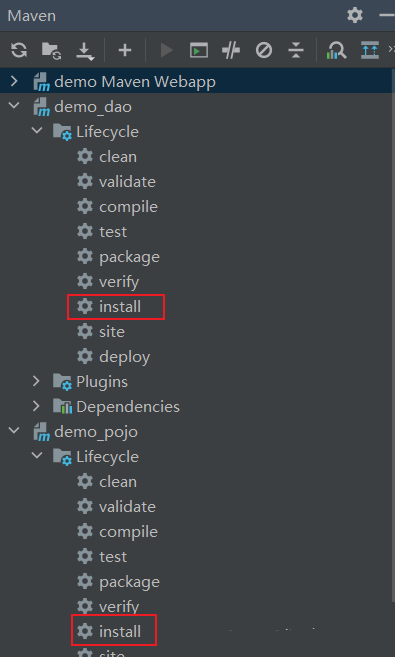 Maven
demo Maven Webapp
demo_dao
Lifecycle
clean
validate
compile
test
package
verify
install
site
deploy
Plugins
Dependencies
demo_pojo
Lifecycle
clean
validate
compile
test
package
verify
install
site